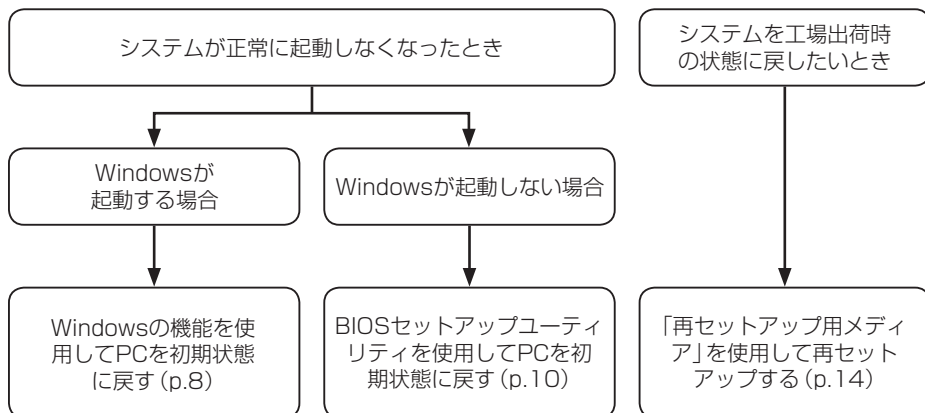 システムが正常に起動しなくなったとき
システムを工場出荷時
の状態に戻したいとき
Windowsが
起動する場合
Windowsが起動しない場合
Windowsの機能を使
用してPCを初期状態
に戻す（p.8）
BIOSセットアップユーティ
リティを使用してPCを初
期状態に戻す（p.10）
「再セットアップ用メディ
ア」を使用して再セット
アップする（p.14）